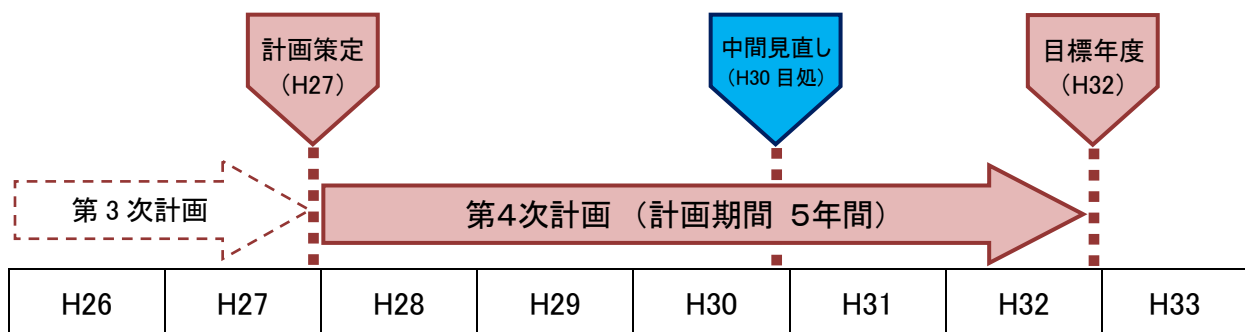 計画策定
（H27）
中間見直し
（H30 目処）
目標年度
（H32）
第３次計画
第４次計画 （計画期間 ５年間）
H26 H27 H28 H29 H30 H31 H32 H33